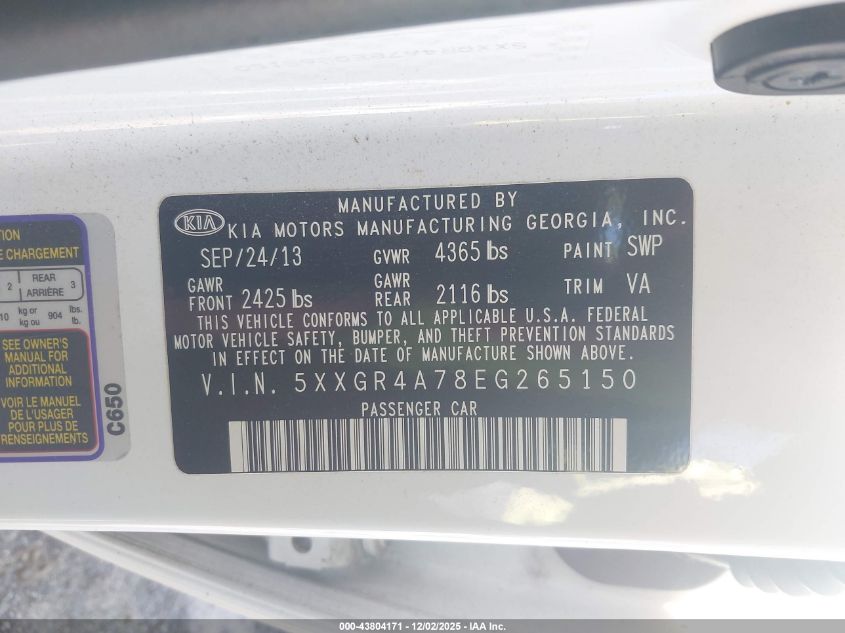 MANUFACTURED BY
KIA KIA MOTORS MANUFACTURING GEORGIA, INC.
SEP/24/13 GVWR 4365 lbs PAINT SWP
GAWR FRONT 2425 lbs GAWR REAR 2116 lbs TRIM VA
THIS VEHICLE CONFORMS TO ALL APPLICABLE U.S.A. FEDERAL
MOTOR VEHICLE SAFETY, BUMPER, AND THEFT PREVENTION STANDARDS
IN EFFECT ON THE DATE OF MANUFACTURE SHOWN ABOVE.
V.I.N. 5XXGR4A78EG265150
PASSENGER CAR
CHARGEMENT
2 REAR ARRIÈRE 3
kg or kg ou 904 lbs. lb.
SEE OWNER'S
MANUAL FOR
ADDITIONAL
INFORMATION
VOIR LE MANUEL
DE L'USAGER
POUR PLUS DE
RENSEIGNEMENTS
C650
000-43804171 - 12/02/2025 - IAA Inc.